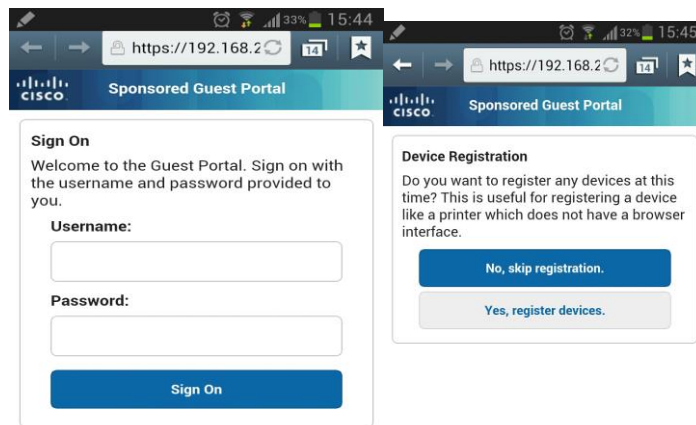 33% 15:44
https://192.168.2
14
CISCO
Sponsored Guest Portal
Sign On
Welcome to the Guest Portal. Sign on with
the username and password provided to
you.
Username:
Password:
Sign On
32% 15:45
https://192.168.2
14
CISCO
Sponsored Guest Portal
Device Registration
Do you want to register any devices at this
time? This is useful for registering a device
like a printer which does not have a browser
interface.
No, skip registration.
Yes, register devices.